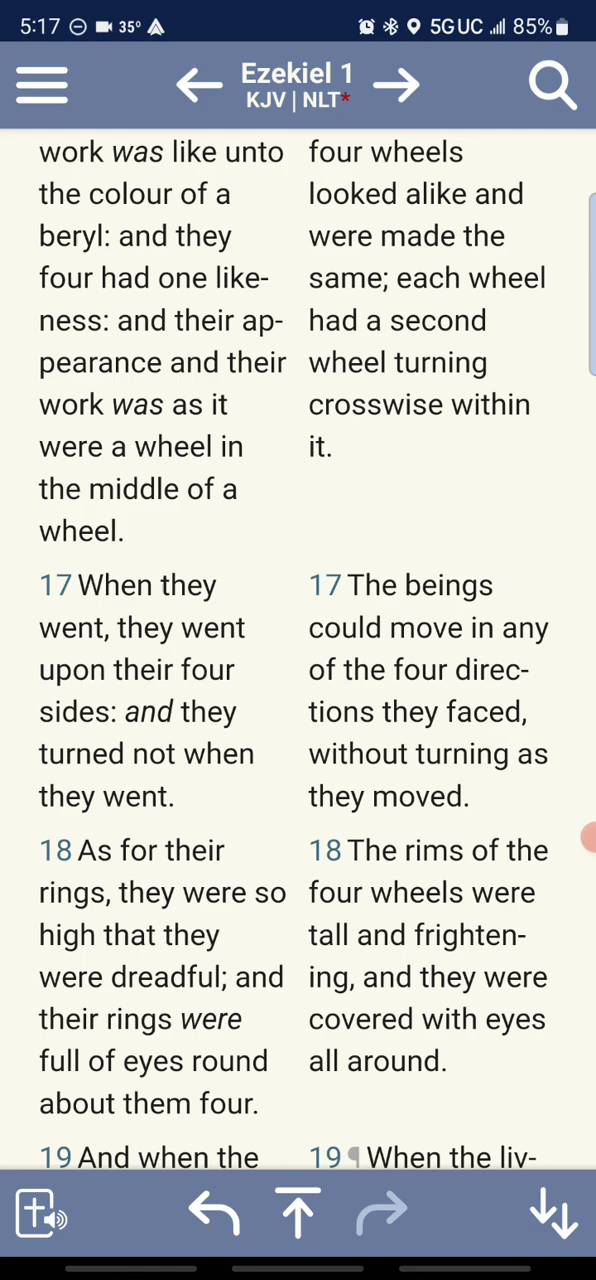 5:17 35° 5G UC 85%
Ezekiel 1
KJV | NLT*
work was like unto
the colour of a
beryl: and they
four had one like-
ness: and their ap-
pearance and their
work was as it
were a wheel in
the middle of a
wheel.
17 When they
went, they went
upon their four
sides: and they
turned not when
they went.
18 As for their
rings, they were so
high that they
were dreadful; and
their rings were
full of eyes round
about them four.
19 And when the
four wheels
looked alike and
were made the
same; each wheel
had a second
wheel turning
crosswise within
it.
17 The beings
could move in any
of the four direc-
tions they faced,
without turning as
they moved.
18 The rims of the
four wheels were
tall and frighten-
ing, and they were
covered with eyes
all around.
19 ¶ When the liv-